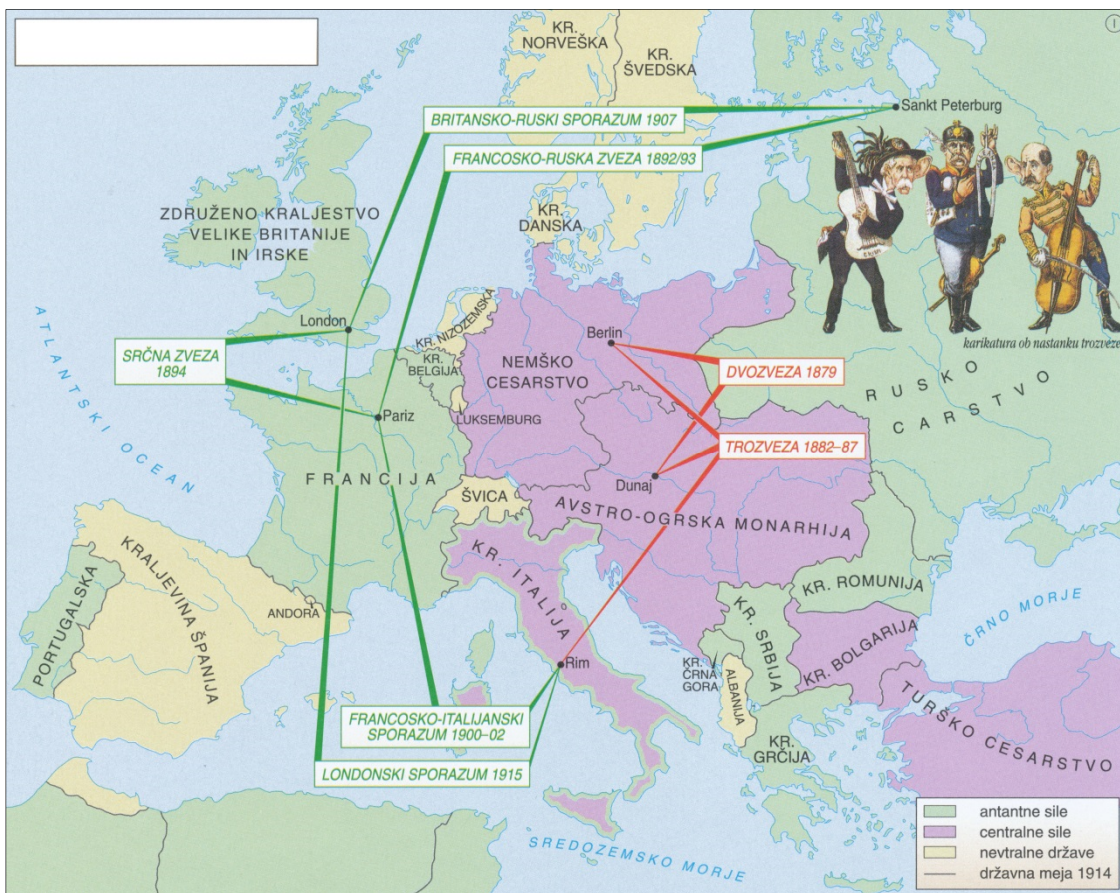 KR.
NORVEŠKA
KR.
ŠVEDSKA
I
Sankt Peterburg
BRITANSKO-RUSKI SPORAZUM 1907
FRANCOSKO-RUSKA ZVEZA 1892/93
ZDRUŽENO KRALJESTVO
VELIKE BRITANIJE
IN IRSKE
KR.
DANSKA
ATLANTSKI OCEAN
London
KR. NIZOZEMSKA
Berlin
karikatura ob nastanku trozveze
SRČNA ZVEZA
1894
KR.
BELGIJA
NEMŠKO
CESARSTVO
DVOZVEZA 1879
RUSKO
CARSTVO
Pariz
LUKSEMBURG
TROZVEZA 1882–87
FRANCIJA
ŠVICA
Dunaj
AVSTRO-OGRSKA MONARHIJA
KR. ITALIJA
PORTUGALSKA
KRALJEVINA ŠPANIJA
ANDORA
KR. ROMUNIJA
ČRNO MORJE
KR. SRBIJA
KR. BOLGARIJA
Rim
KR.
ČRNA
GORA
ALBANIJA
TURŠKO CESARSTVO
FRANCOSKO-ITALIJANSKI
SPORAZUM 1900–02
KR.
GRČIJA
LONDONSKI SPORAZUM 1915
SREDOZEMSKO MORJE
antantne sile
centralne sile
nevtralne države
državna meja 1914